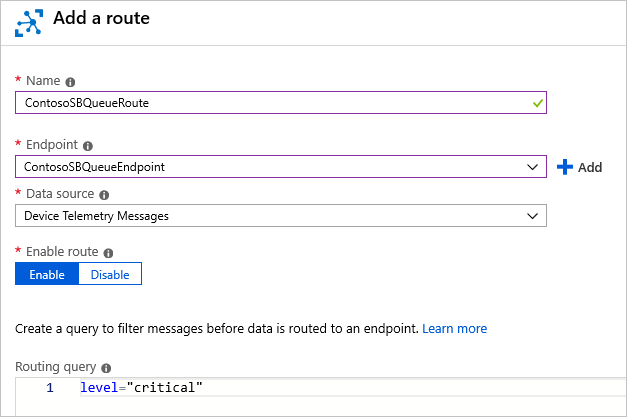 Add a route
* Name
ContosoSBQueueRoute
* Endpoint
ContosoSBQueueEndpoint
Add
* Data source
Device Telemetry Messages
* Enable route
Enable Disable
Create a query to filter messages before data is routed to an endpoint. Learn more
Routing query
1 level="critical"